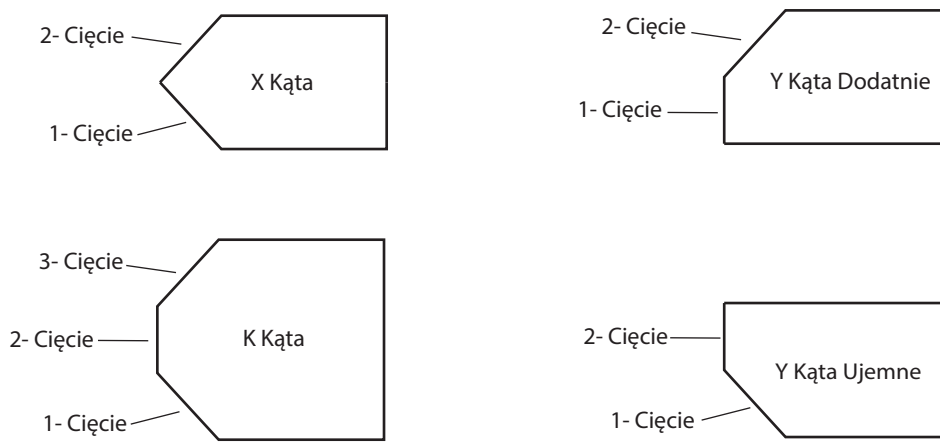 2- Cięcie
X Kąta
1- Cięcie
2- Cięcie
Y Kąta Dodatnie
1- Cięcie
3- Cięcie
2- Cięcie
K Kąta
1- Cięcie
2- Cięcie
Y Kąta Ujemne
1- Cięcie